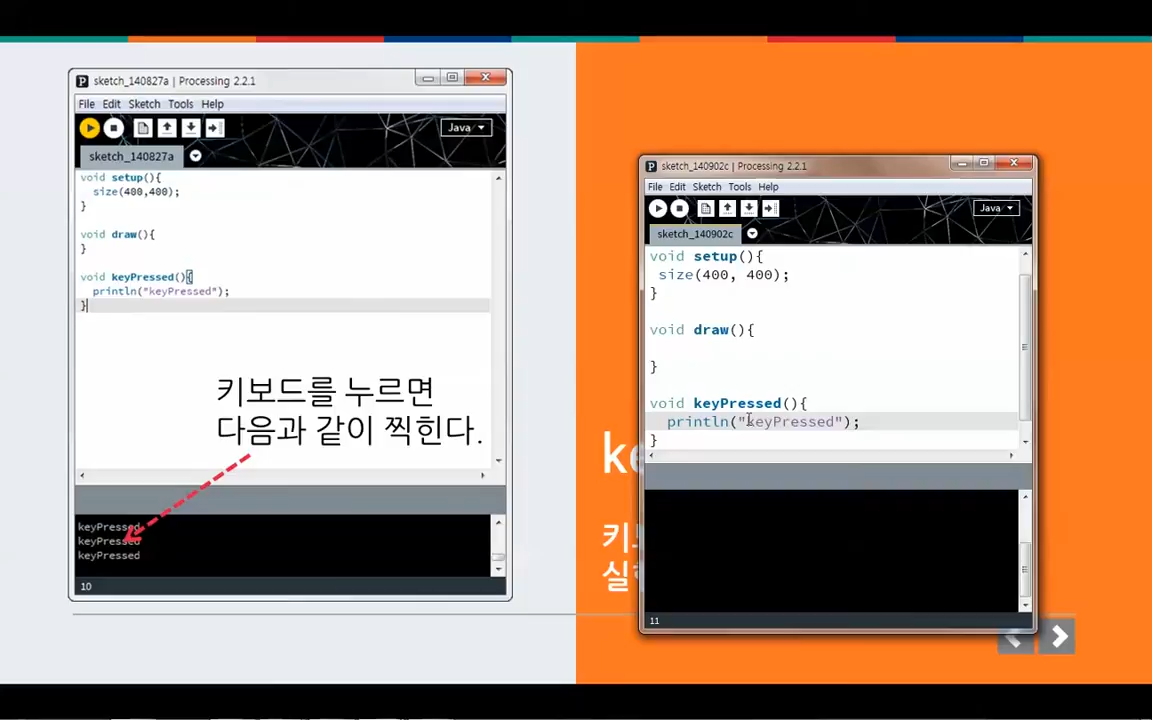 sketch_140827a | Processing 2.2.1
File Edit Sketch Tools Help
Java
sketch_140827a
void setup(){
size(400,400);
}
void draw(){
}
void keyPressed(){
println("keyPressed");
}
키보드를 누르면
다음과 같이 찍힌다.
keyPressed
keyPressed
keyPressed
10
sketch_140902c | Processing 2.2.1
File Edit Sketch Tools Help
Java
sketch_140902c
void setup(){
size(400, 400);
}
void draw(){
}
void keyPressed(){
println("keyPressed");
}
11